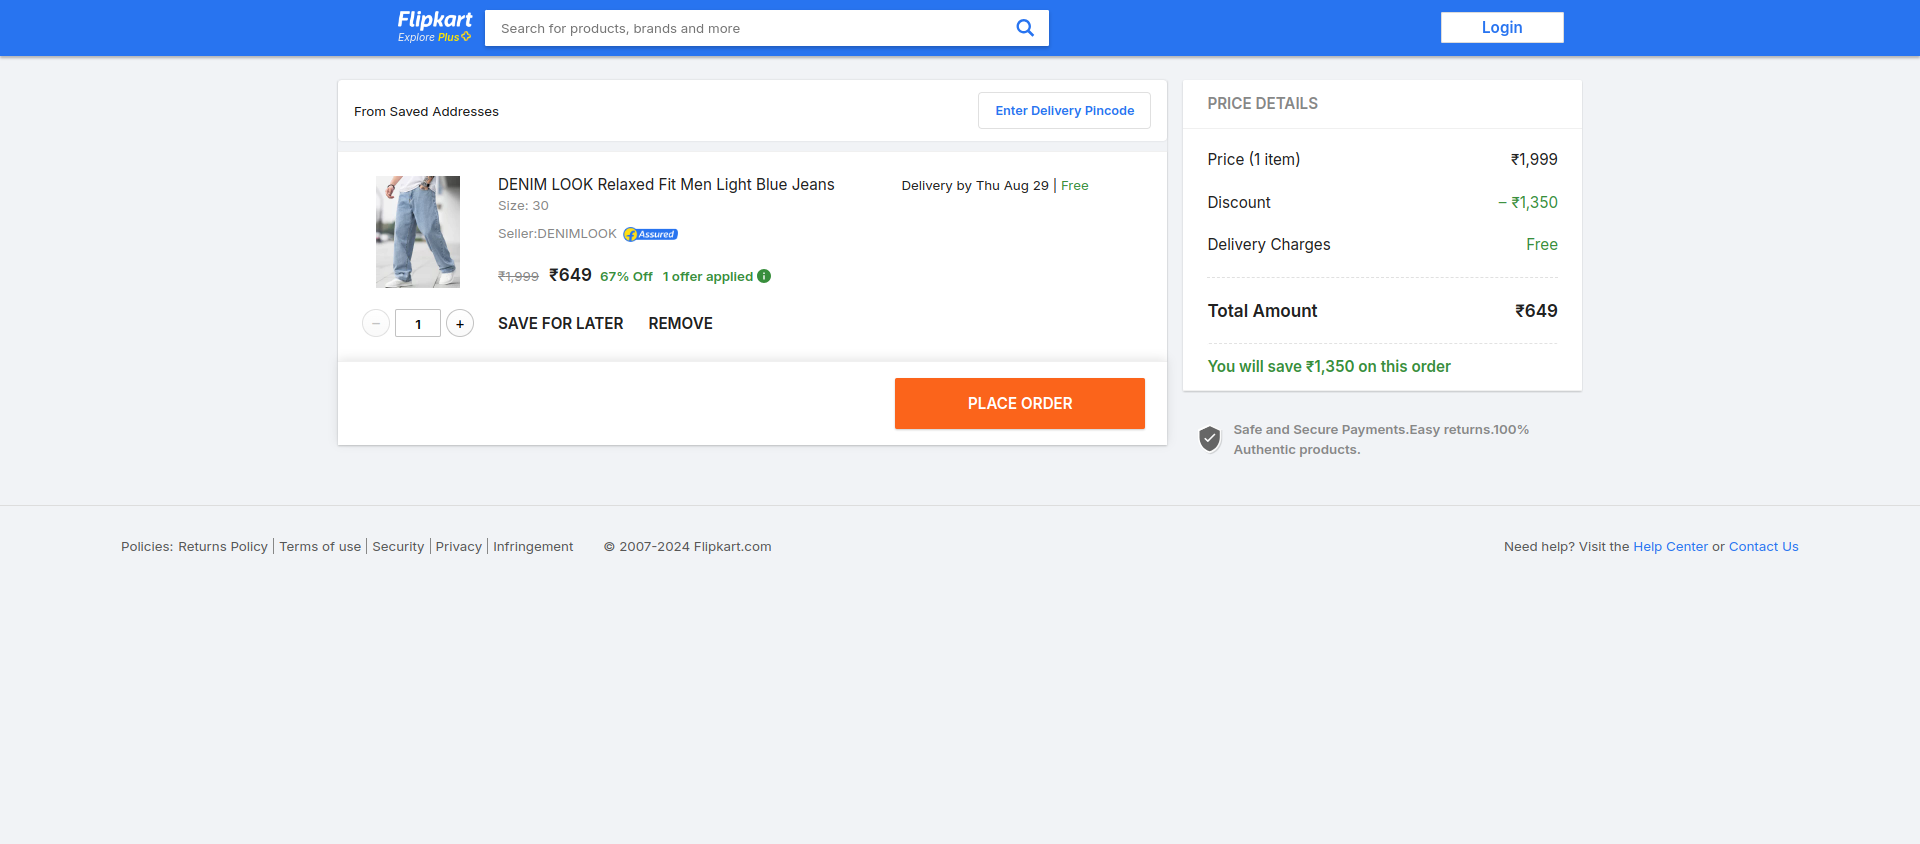 Flipkart
Explore Plus
Search for products, brands and more
Login
From Saved Addresses
Enter Delivery Pincode
DENIM LOOK Relaxed Fit Men Light Blue Jeans
Delivery by Thu Aug 29 | Free
Size: 30
Seller:DENIMLOOK Assured
₹1,999 ₹649 67% Off 1 offer applied
− 1 + SAVE FOR LATER REMOVE
PLACE ORDER
PRICE DETAILS
Price (1 item) ₹1,999
Discount − ₹1,350
Delivery Charges Free
Total Amount ₹649
You will save ₹1,350 on this order
Safe and Secure Payments.Easy returns.100%
Authentic products.
Policies: Returns Policy | Terms of use | Security | Privacy | Infringement © 2007-2024 Flipkart.com
Need help? Visit the Help Center or Contact Us